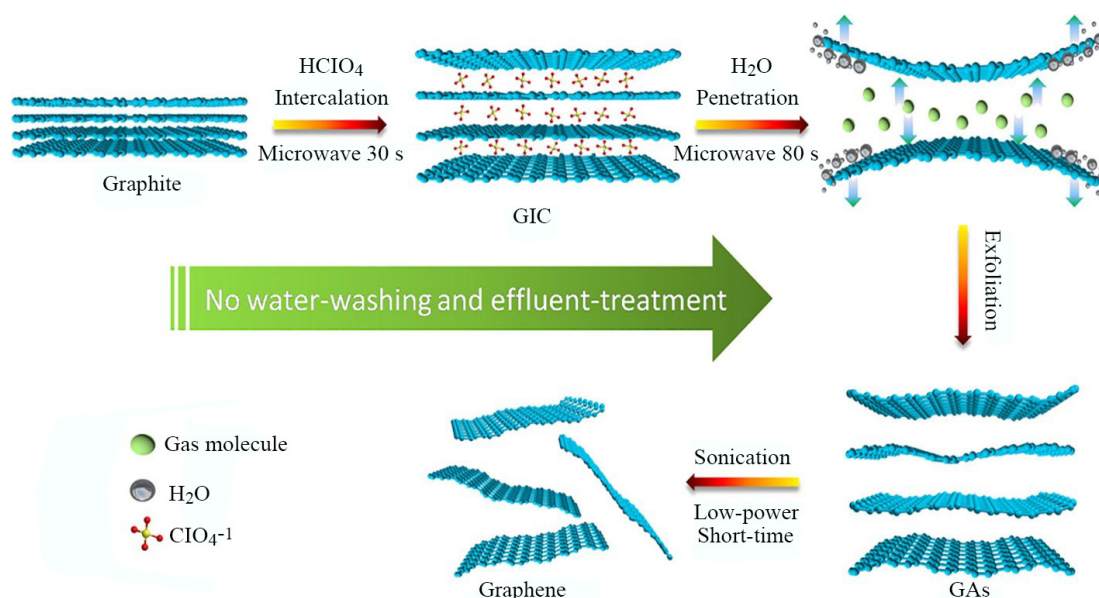 HClO₄
Intercalation
Microwave 30 s
H₂O
Penetration
Microwave 80 s
Graphite
GIC
Exfoliation
No water-washing and effluent-treatment
Gas molecule
H₂O
ClO₄-1
Sonication
Low-power
Short-time
Graphene
GAs